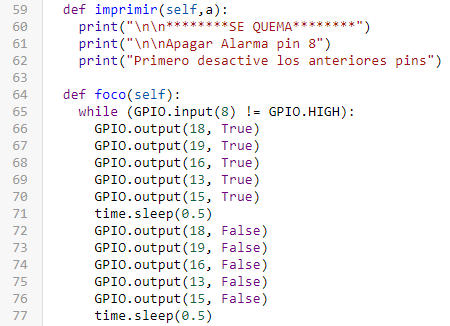 59 def imprimir(self,a):
60 print("\n\n********SE QUEMA********")
61 print("\n\nApagar Alarma pin 8")
62 print("Primero desactive los anteriores pins")
63
64 def foco(self):
65 while (GPIO.input(8) != GPIO.HIGH):
66 GPIO.output(18, True)
67 GPIO.output(19, True)
68 GPIO.output(16, True)
69 GPIO.output(13, True)
70 GPIO.output(15, True)
71 time.sleep(0.5)
72 GPIO.output(18, False)
73 GPIO.output(19, False)
74 GPIO.output(16, False)
75 GPIO.output(13, False)
76 GPIO.output(15, False)
77 time.sleep(0.5)